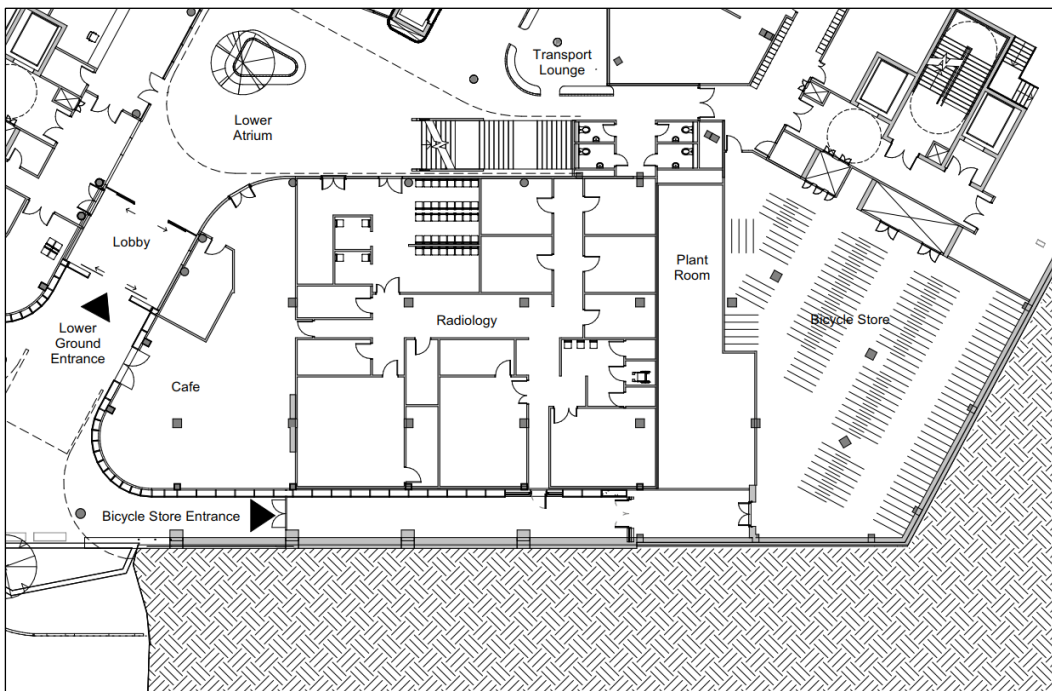 Transport
Lounge
Lower
Atrium
Lobby
Plant
Room
Lower
Ground
Entrance
Radiology
Bicycle Store
Cafe
Bicycle Store Entrance